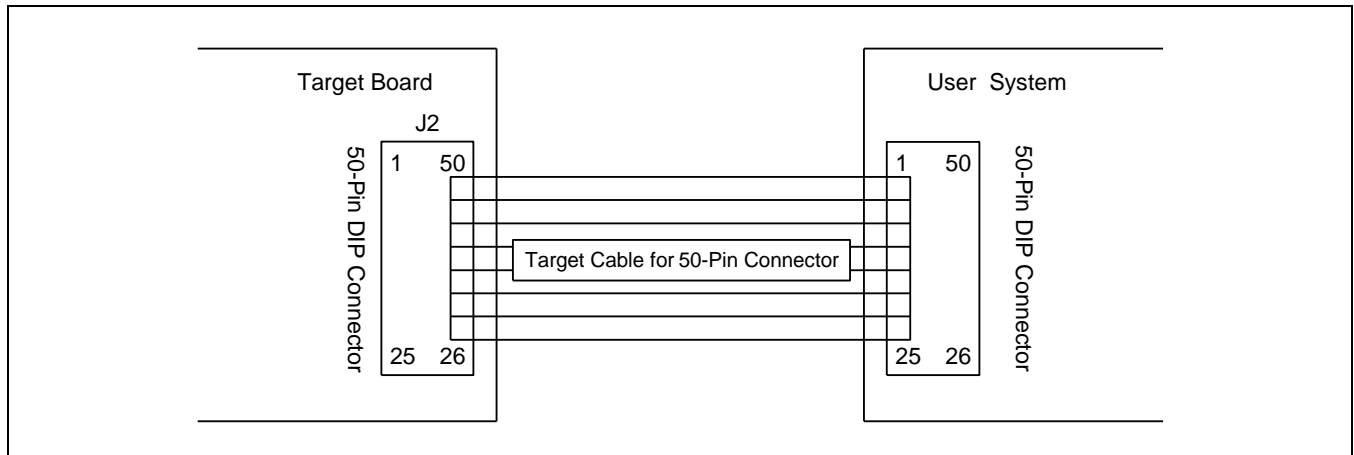 Target Board
J2
50-Pin DIP Connector
1 50
25 26
Target Cable for 50-Pin Connector
User System
1 50
25 26
50-Pin DIP Connector